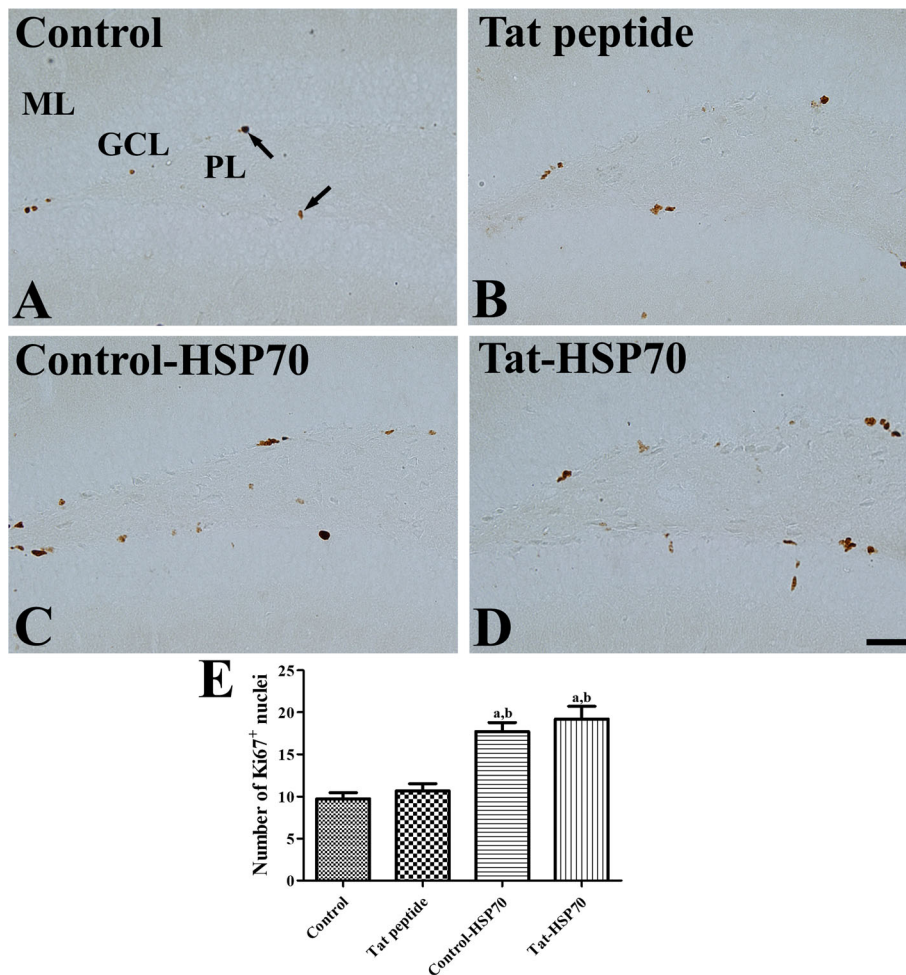 Control
ML
GCL
PL
A
Tat peptide
B
Control-HSP70
C
Tat-HSP70
D
E
Number of Ki67⁺ nuclei
25
20
15
10
5
0
a,b
a,b
Control
Tat peptide
Control-HSP70
Tat-HSP70